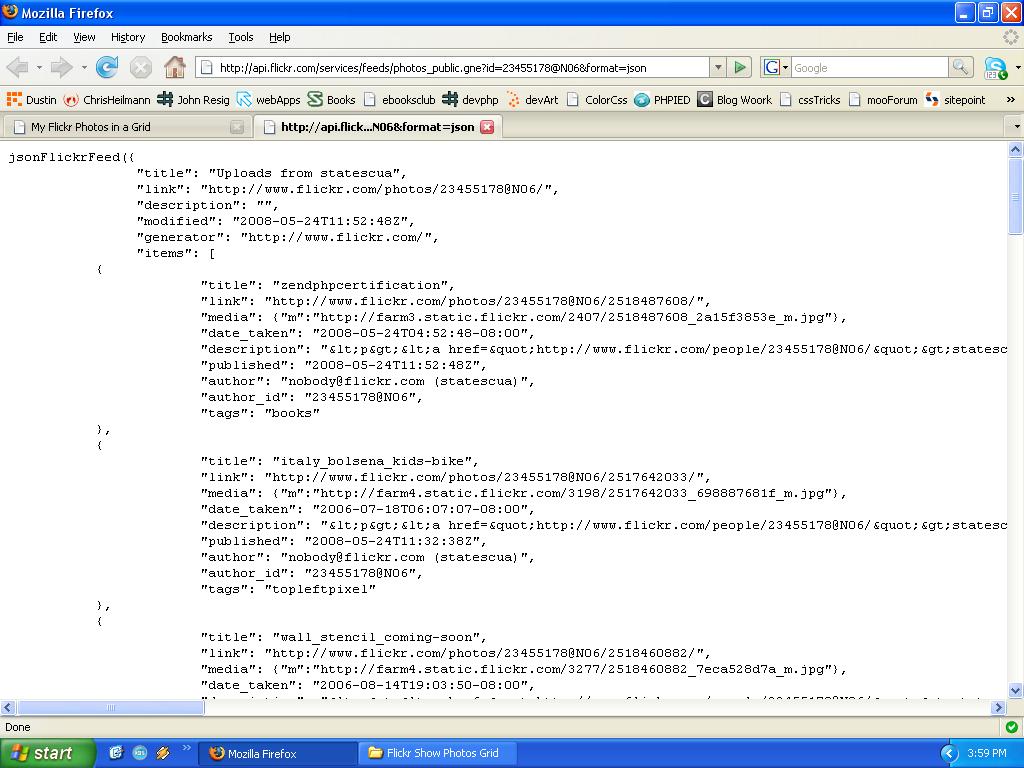 Mozilla Firefox
File Edit View History Bookmarks Tools Help
http://api.flickr.com/services/feeds/photos_public.gne?id=23455178@N06&format=json
G Google
Dustin ChrisHeilmann John Resig webApps Books ebooksclub devphp devArt ColorCss PHPIED Blog Woork cssTricks mooForum sitepoint »
My Flickr Photos in a Grid
http://api.flick...N06&format=json
jsonFlickrFeed({
"title": "Uploads from statescua",
"link": "http://www.flickr.com/photos/23455178@N06/",
"description": "",
"modified": "2008-05-24T11:52:48Z",
"generator": "http://www.flickr.com/",
"items": [
{
"title": "zendphpcertification",
"link": "http://www.flickr.com/photos/23455178@N06/2518487608/",
"media": {"m":"http://farm3.static.flickr.com/2407/2518487608_2a15f3853e_m.jpg"},
"date_taken": "2008-05-24T04:52:48-08:00",
"description": "&lt;p&gt;&lt;a href=&quot;http://www.flickr.com/people/23455178@N06/&quot;&gt;statesc
"published": "2008-05-24T11:52:48Z",
"author": "nobody@flickr.com (statescua)",
"author_id": "23455178@N06",
"tags": "books"
},
{
"title": "italy_bolsena_kids-bike",
"link": "http://www.flickr.com/photos/23455178@N06/2517642033/",
"media": {"m":"http://farm4.static.flickr.com/3198/2517642033_698887681f_m.jpg"},
"date_taken": "2006-07-18T06:07:07-08:00",
"description": "&lt;p&gt;&lt;a href=&quot;http://www.flickr.com/people/23455178@N06/&quot;&gt;statesc
"published": "2008-05-24T11:32:38Z",
"author": "nobody@flickr.com (statescua)",
"author_id": "23455178@N06",
"tags": "topleftpixel"
},
{
"title": "wall_stencil_coming-soon",
"link": "http://www.flickr.com/photos/23455178@N06/2518460882/",
"media": {"m":"http://farm4.static.flickr.com/3277/2518460882_7eca528d7a_m.jpg"},
"date_taken": "2006-08-14T19:03:50-08:00",
Done
start » Mozilla Firefox Flickr Show Photos Grid 3:59 PM